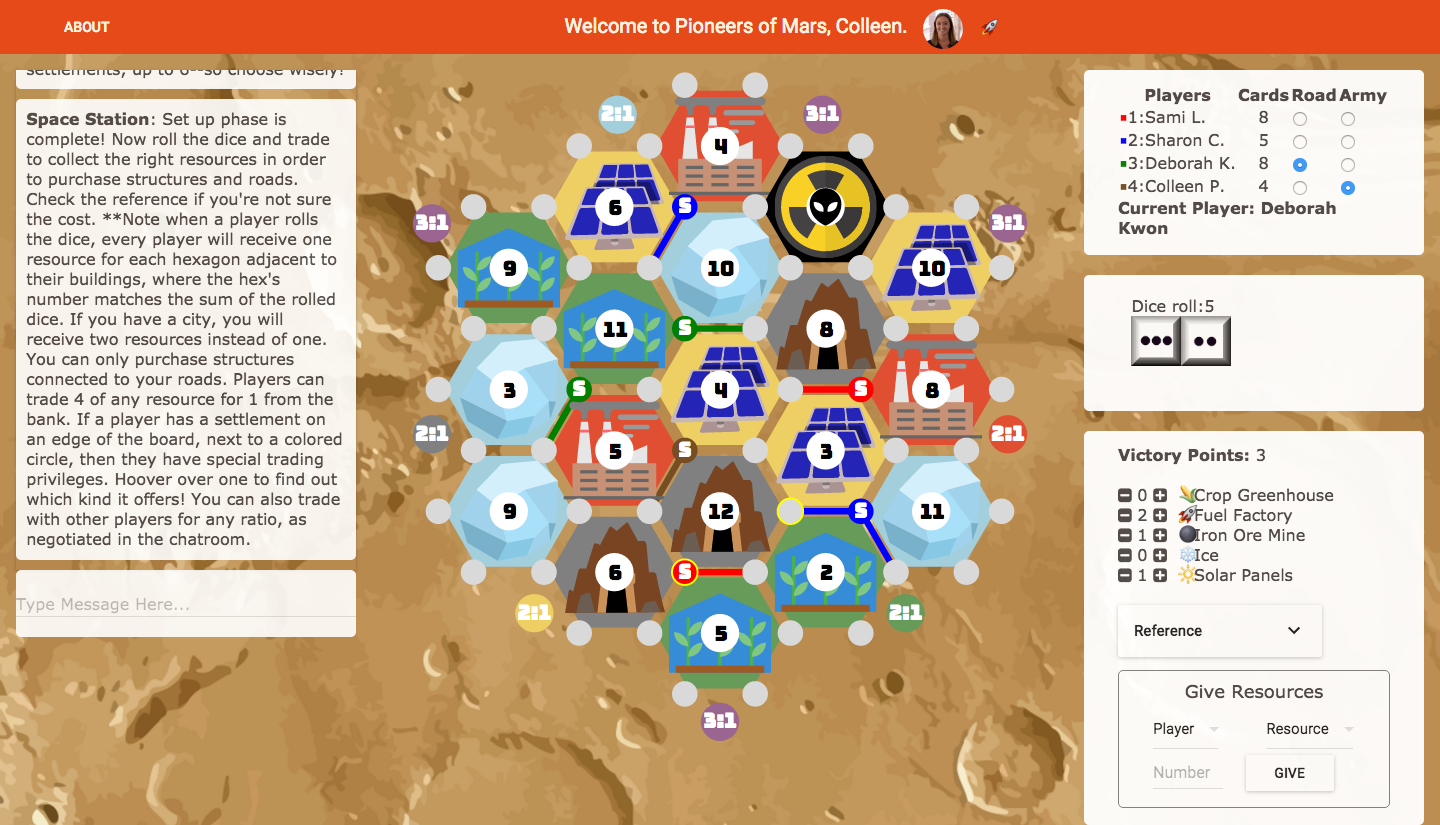 ABOUT
Welcome to Pioneers of Mars, Colleen.
settlements, up to 6--so choose wisely!
Space Station: Set up phase is
complete! Now roll the dice and trade
to collect the right resources in order
to purchase structures and roads.
Check the reference if you're not sure
the cost. **Note when a player rolls
the dice, every player will receive one
resource for each hexagon adjacent to
their buildings, where the hex's
number matches the sum of the rolled
dice. If you have a city, you will
receive two resources instead of one.
You can only purchase structures
connected to your roads. Players can
trade 4 of any resource for 1 from the
bank. If a player has a settlement on
an edge of the board, next to a colored
circle, then they have special trading
privileges. Hoover over one to find out
which kind it offers! You can also trade
with other players for any ratio, as
negotiated in the chatroom.
Type Message Here...
2:1 3:1
4
6 S
3:1 3:1
9 10 10
11 S 8
3 S 4 S 8
2:1 2:1
5 S 3
9 12 S 11
6 S 2
2:1 2:1
5
3:1
Players Cards Road Army
1:Sami L. 8
2:Sharon C. 5
3:Deborah K. 8
4:Colleen P. 4
Current Player: Deborah
Kwon
Dice roll:5
Victory Points: 3
0 Crop Greenhouse
2 Fuel Factory
1 Iron Ore Mine
0 Ice
1 Solar Panels
Reference
Give Resources
Player Resource
Number GIVE